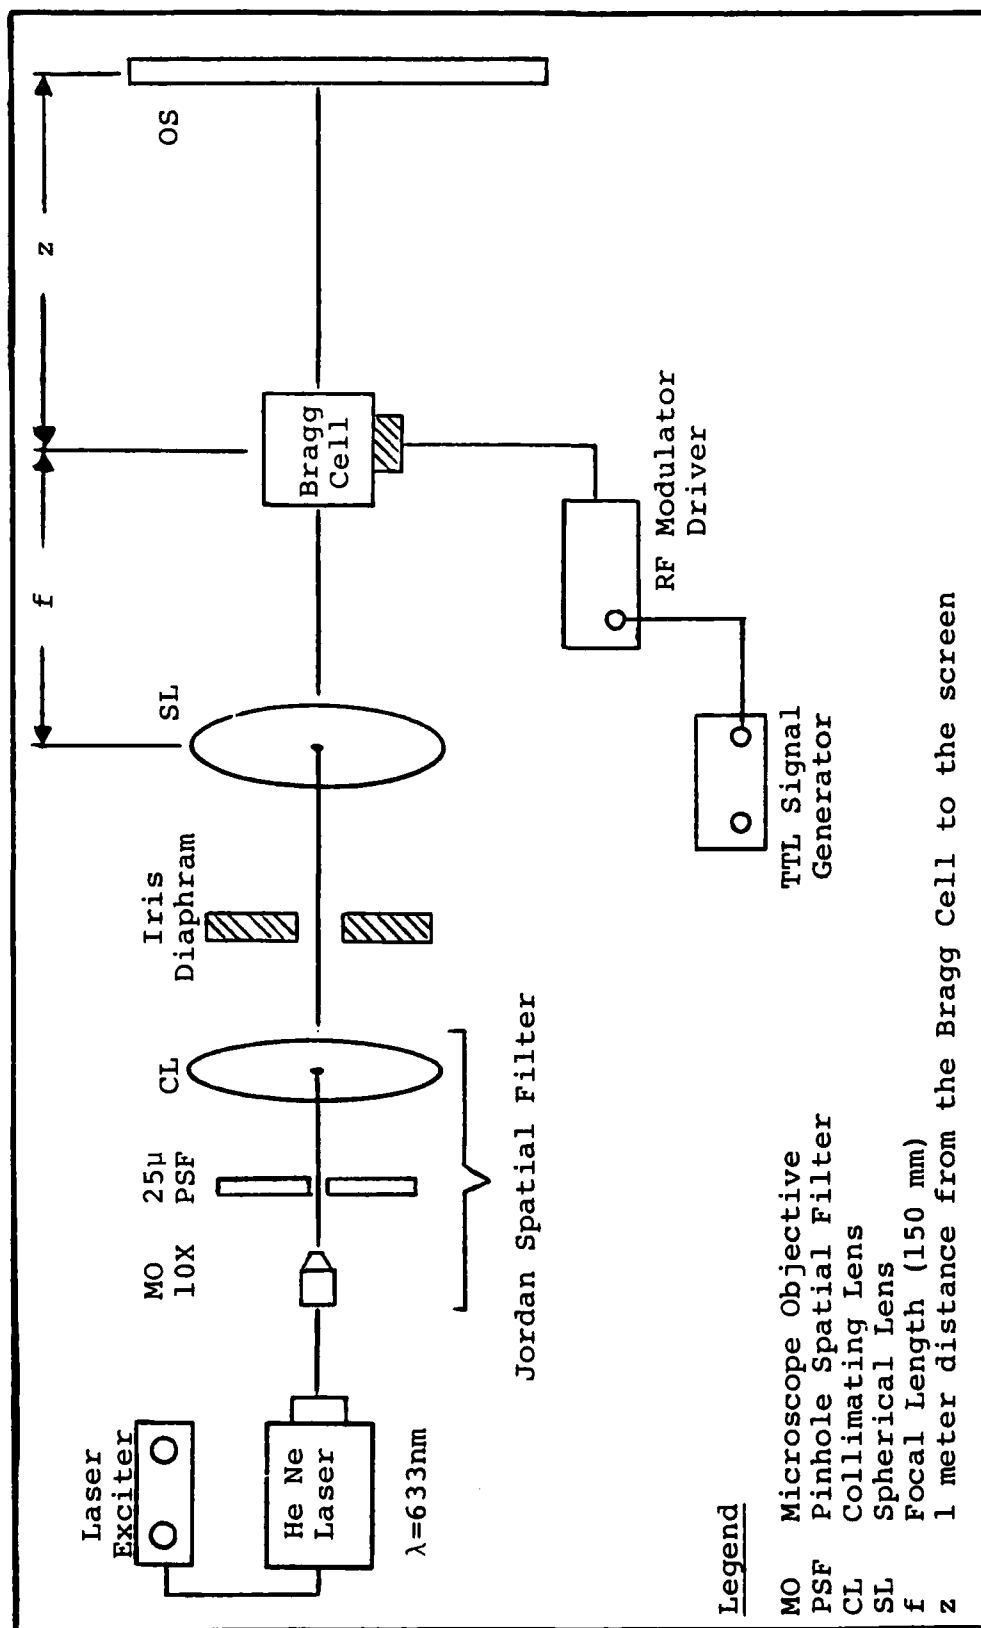 Laser
Exciter
He Ne
Laser
λ=633nm
MO
10X
25μ
PSF
CL
Jordan Spatial Filter
Iris
Diaphram
SL
f
z
Bragg
Cell
OS
RF Modulator
Driver
TTL Signal
Generator
Legend
MO Microscope Objective
PSF Pinhole Spatial Filter
CL Collimating Lens
SL Spherical Lens
f Focal Length (150 mm)
z 1 meter distance from the Bragg Cell to the screen